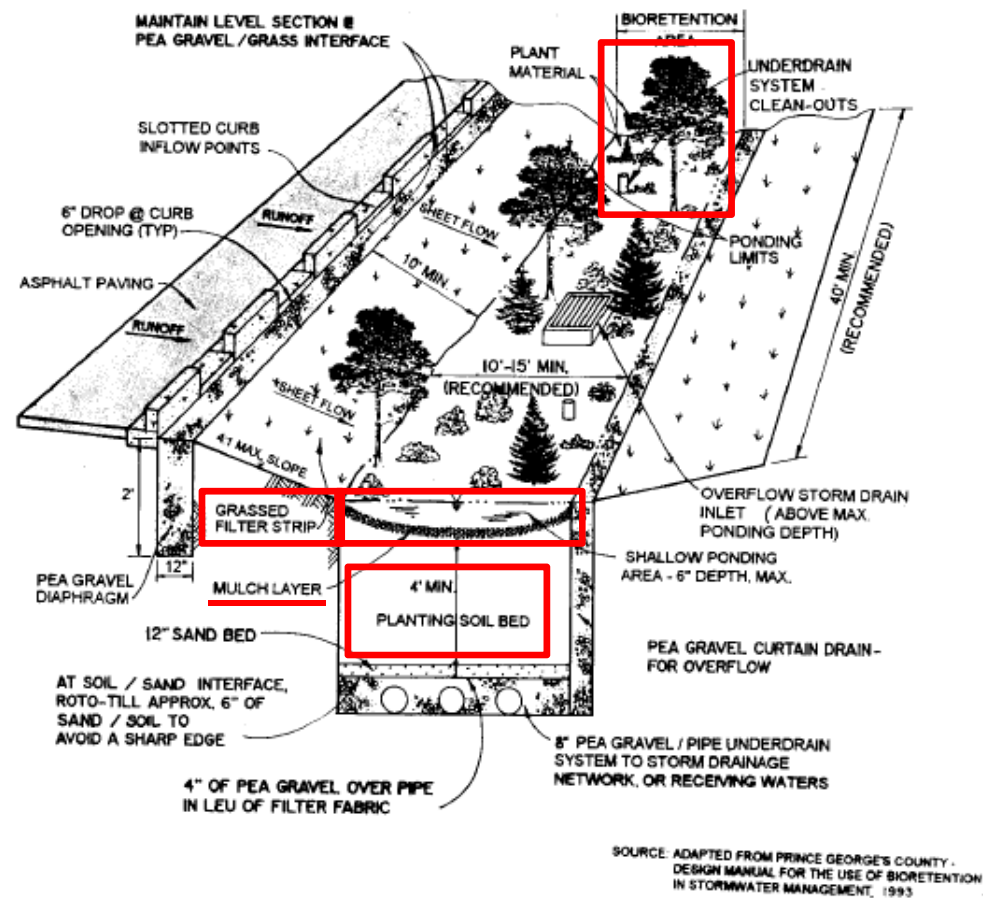 MAINTAIN LEVEL SECTION @
PEA GRAVEL/GRASS INTERFACE
BIORETENTION
AREA
PLANT
MATERIAL
UNDERDRAIN
SYSTEM
CLEAN-OUTS
SLOTTED CURB
INFLOW POINTS
6" DROP @ CURB
OPENING (TYP)
RUNOFF
SHEET FLOW
PONDING
LIMITS
ASPHALT PAVING
10' MIN.
40' MIN.
(RECOMMENDED)
RUNOFF
10'-15' MIN.
(RECOMMENDED)
SHEET FLOW
4:1 MAX. SLOPE
2'
GRASSED
FILTER STRIP
OVERFLOW STORM DRAIN
INLET (ABOVE MAX.
PONDING DEPTH)
12"
PEA GRAVEL
DIAPHRAGM
MULCH LAYER
SHALLOW PONDING
AREA - 6" DEPTH, MAX.
4' MIN.
PLANTING SOIL BED
12" SAND BED
PEA GRAVEL CURTAIN DRAIN-
FOR OVERFLOW
AT SOIL / SAND INTERFACE,
ROTO-TILL APPROX, 6" OF
SAND / SOIL TO
AVOID A SHARP EDGE
8" PEA GRAVEL / PIPE UNDERDRAIN
SYSTEM TO STORM DRAINAGE
NETWORK, OR RECEIVING WATERS
4" OF PEA GRAVEL OVER PIPE
IN LEU OF FILTER FABRIC
SOURCE: ADAPTED FROM PRINCE GEORGE'S COUNTY -
DESIGN MANUAL FOR THE USE OF BIORETENTION
IN STORMWATER MANAGEMENT, 1993